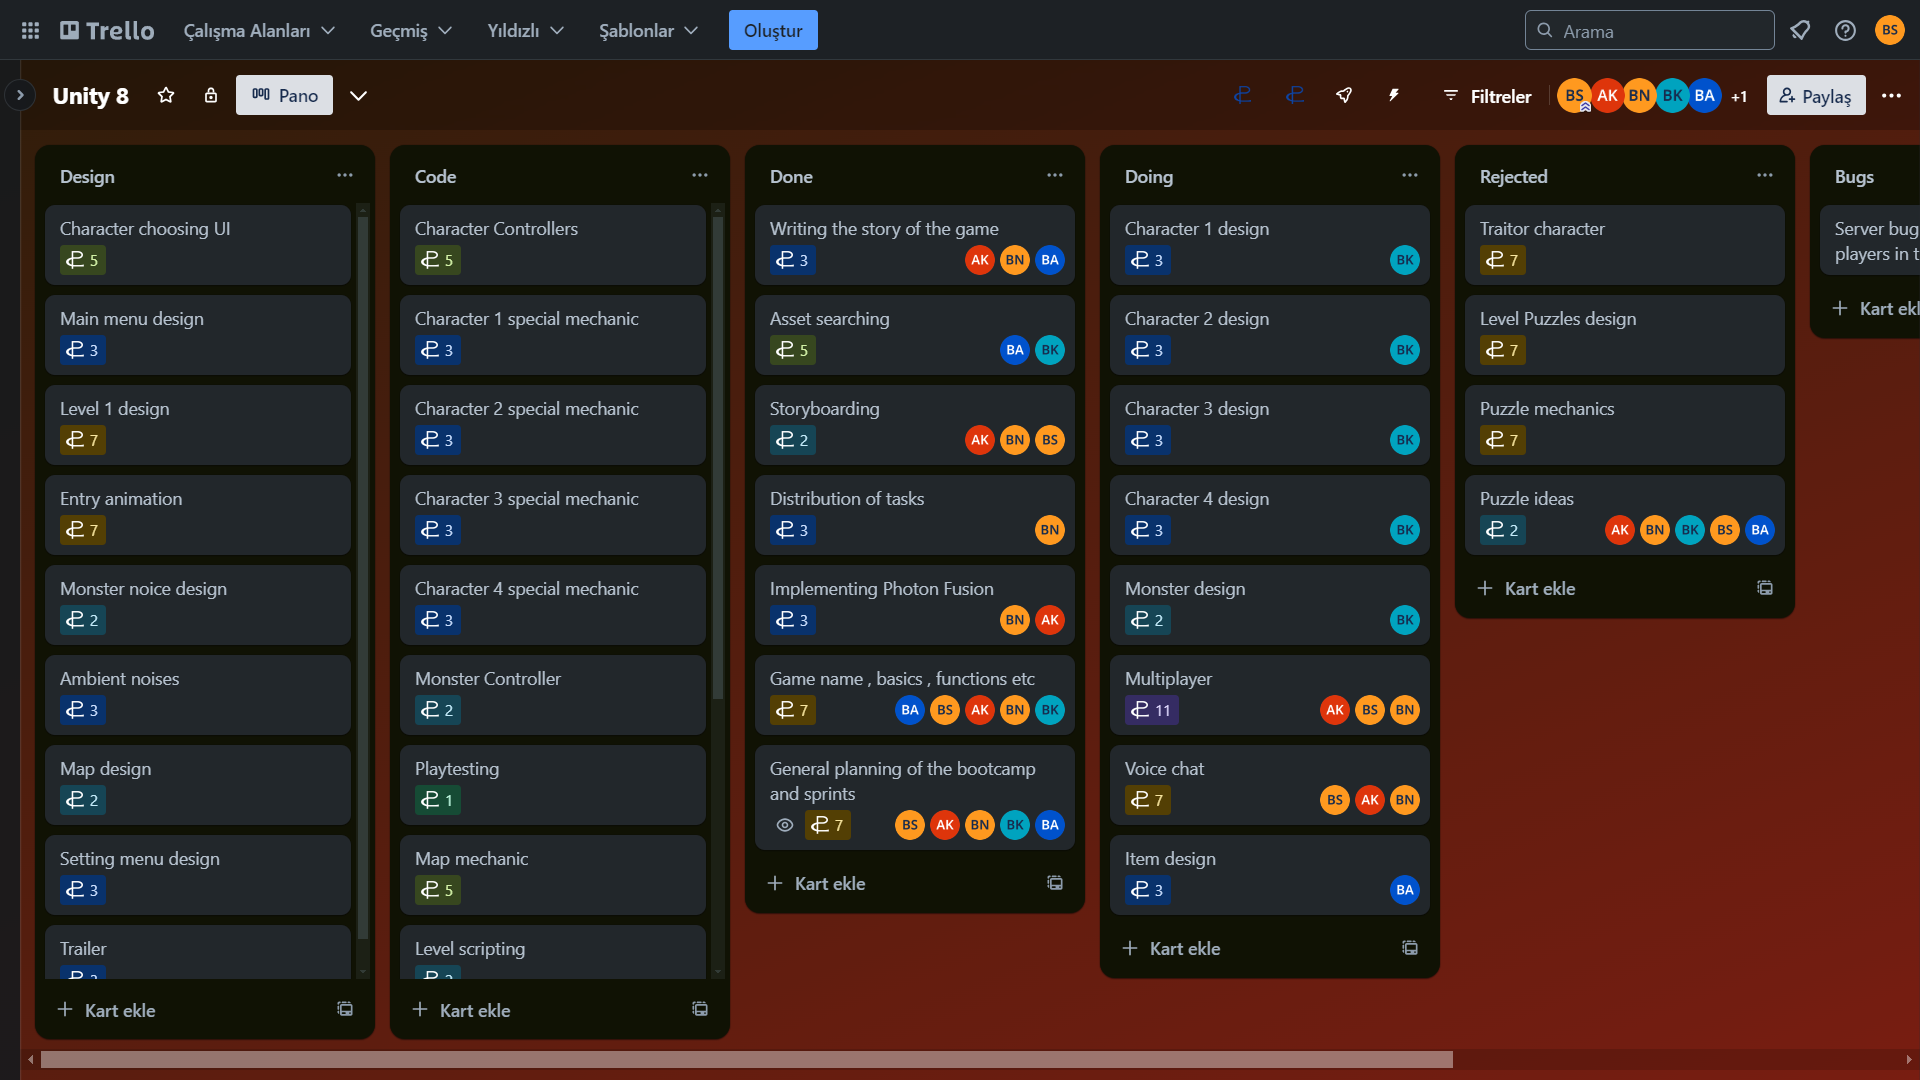 Trello
Çalışma Alanları
Geçmiş
Yıldızlı
Şablonlar
Oluştur
Arama
BS
Unity 8
Pano
Filtreler
BS AK BN BK BA +1
Paylaş
Design
Character choosing UI
5
Main menu design
3
Level 1 design
7
Entry animation
7
Monster noice design
2
Ambient noises
3
Map design
2
Setting menu design
3
Trailer
Kart ekle
Code
Character Controllers
5
Character 1 special mechanic
3
Character 2 special mechanic
3
Character 3 special mechanic
3
Character 4 special mechanic
3
Monster Controller
2
Playtesting
1
Map mechanic
5
Level scripting
Kart ekle
Done
Writing the story of the game
3 AK BN BA
Asset searching
5 BA BK
Storyboarding
2 AK BN BS
Distribution of tasks
3 BN
Implementing Photon Fusion
3 BN AK
Game name , basics , functions etc
7 BA BS AK BN BK
General planning of the bootcamp
and sprints
7 BS AK BN BK BA
Kart ekle
Doing
Character 1 design
3 BK
Character 2 design
3 BK
Character 3 design
3 BK
Character 4 design
3 BK
Monster design
2 BK
Multiplayer
11 AK BS BN
Voice chat
7 BS AK BN
Item design
3 BA
Kart ekle
Rejected
Traitor character
7
Level Puzzles design
7
Puzzle mechanics
7
Puzzle ideas
2 AK BN BK BS BA
Kart ekle
Bugs
Server bug
players in
Kart